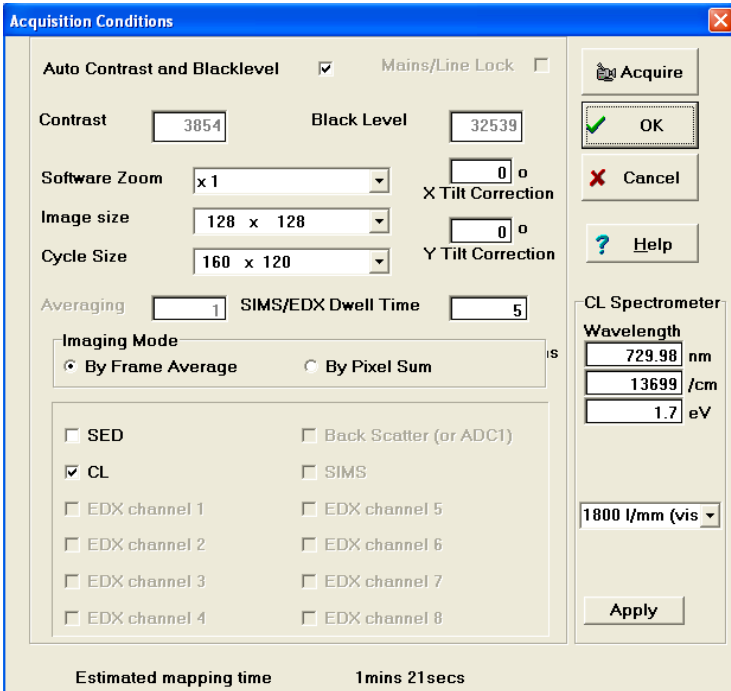 Acquisition Conditions
Auto Contrast and Blacklevel
Mains/Line Lock
Acquire
Contrast 3854
Black Level 32539
OK
Software Zoom x 1
0 o
X Tilt Correction
Cancel
Image size 128 x 128
0 o
Y Tilt Correction
Cycle Size 160 x 120
? Help
Averaging 1
SIMS/EDX Dwell Time 5
CL Spectrometer
Imaging Mode
s
Wavelength
By Frame Average
By Pixel Sum
729.98 nm
13699 /cm
1.7 eV
SED
Back Scatter (or ADC1)
CL
SIMS
EDX channel 1
EDX channel 5
1800 l/mm (vis
EDX channel 2
EDX channel 6
EDX channel 3
EDX channel 7
EDX channel 4
EDX channel 8
Apply
Estimated mapping time 1mins 21secs